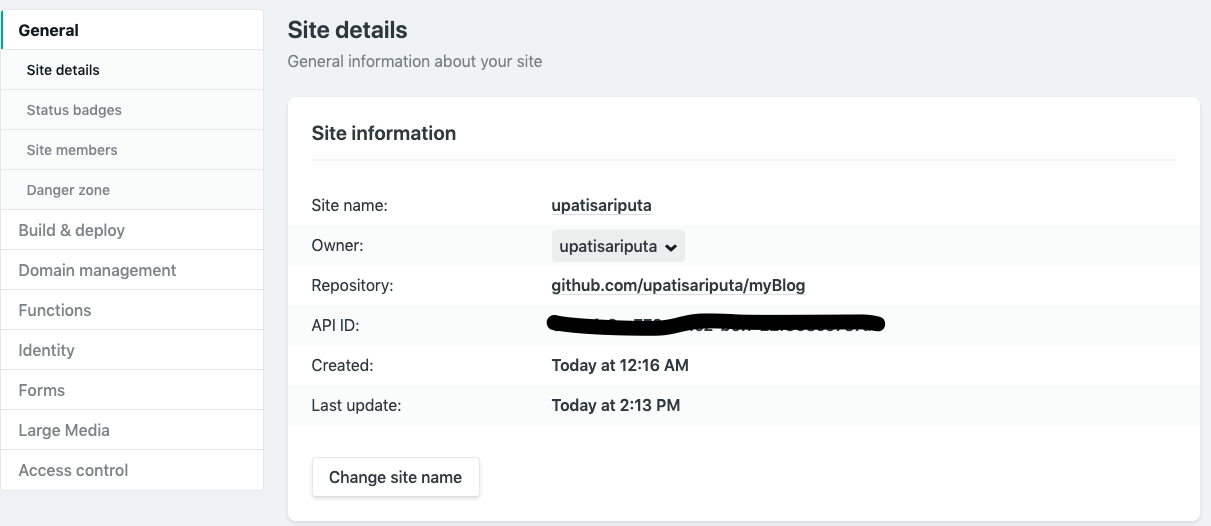 General
Site details
Status badges
Site members
Danger zone
Build & deploy
Domain management
Functions
Identity
Forms
Large Media
Access control
Site details
General information about your site
Site information
Site name: upatisariputa
Owner: upatisariputa
Repository: github.com/upatisariputa/myBlog
API ID:
Created: Today at 12:16 AM
Last update: Today at 2:13 PM
Change site name